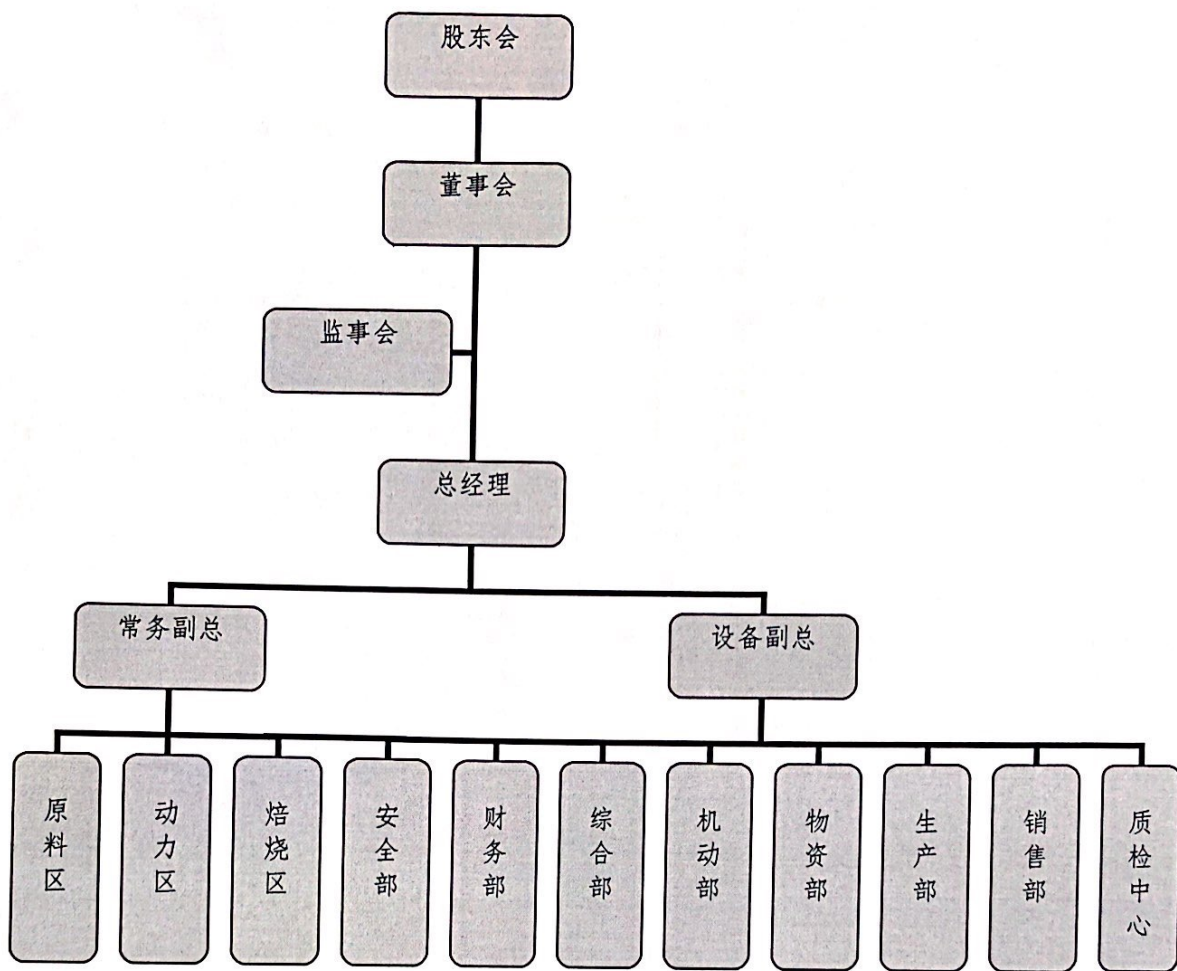 股东会
董事会
监事会
总经理
常务副总
设备副总
原料区
动力区
焙烧区
安全部
财务部
综合部
机动部
物资部
生产部
销售部
质检中心